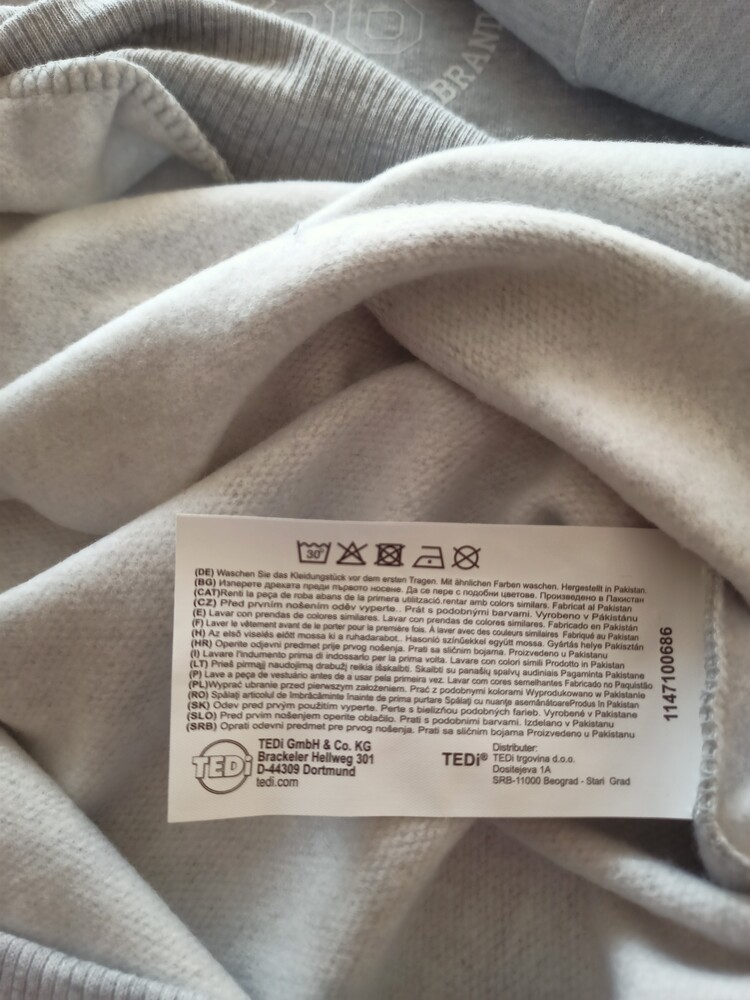 BRAND
30°
(DE) Waschen Sie das Kleidungstück vor dem ersten Tragen. Mit ähnlichen Farben waschen. Hergestellt in Pakistan.
(BG) Изперете дрехата преди първото носене. Да се пере с подобни цветове. Произведено в Пакистан
(CAT)Renti la peça de roba abans de la primera utilització.rentar amb colors similars. Fabricat al Pakistan
(CZ) Před prvním nošením oděv vyperte.. Prát s podobnými barvami. Vyrobeno v Pákistánu
(E) Lavar con prendas de colores similares. Lavar con prendas de colores similares. Fabricado en Pakistán
(F) Laver le vêtement avant de le porter pour la première fois. À laver avec des couleurs similaires Fabriqué au Pakistan
(H) Az első viselés előtt mossa ki a ruhadarabot.. Hasonló színekkel együtt mossa. Gyártás helye Pakisztán
(HR) Operite odjevni predmet prije prvog nošenja. Prati sa sličnim bojama. Proizvedeno u Pakistanu
(I) Lavare l'indumento prima di indossarlo per la prima volta. Lavare con colori simili Prodotto in Pakistan
(LT) Prieš pirmąjį naudojimą drabužį reikia išskalbti. Skalbti su panašių spalvų audiniais Pagaminta Pakistane
(P) Lave a peça de vestuário antes de a usar pela primeira vez. Lavar com cores semelhantes Fabricado no Paquistão
(PL)Wyprać ubranie przed pierwszym założeniem. Prać z podobnymi kolorami Wyprodukowano w Pakistanie
(RO) Spălați articolul de îmbrăcăminte înainte de prima purtare Spălați cu nuanțe asemănătoareProdus în Pakistan
(SK) Odev pred prvým použitím vyperte. Perte s bielizňou podobných farieb. Vyrobené v Pakistane
(SLO) Pred prvim nošenjem operite oblačilo. Prati s podobnimi barvami. Izdelano v Pakistanu
(SRB) Oprati odevni predmet pre prvog nošenja. Prati sa sličnim bojama Proizvedeno u Pakistanu
1147100686
TEDi
TEDi GmbH & Co. KG
Brackeler Hellweg 301
D-44309 Dortmund
tedi.com
TEDi®
Distributer:
TEDi trgovina d.o.o.
Dositejeva 1A
SRB-11000 Beograd - Stari Grad